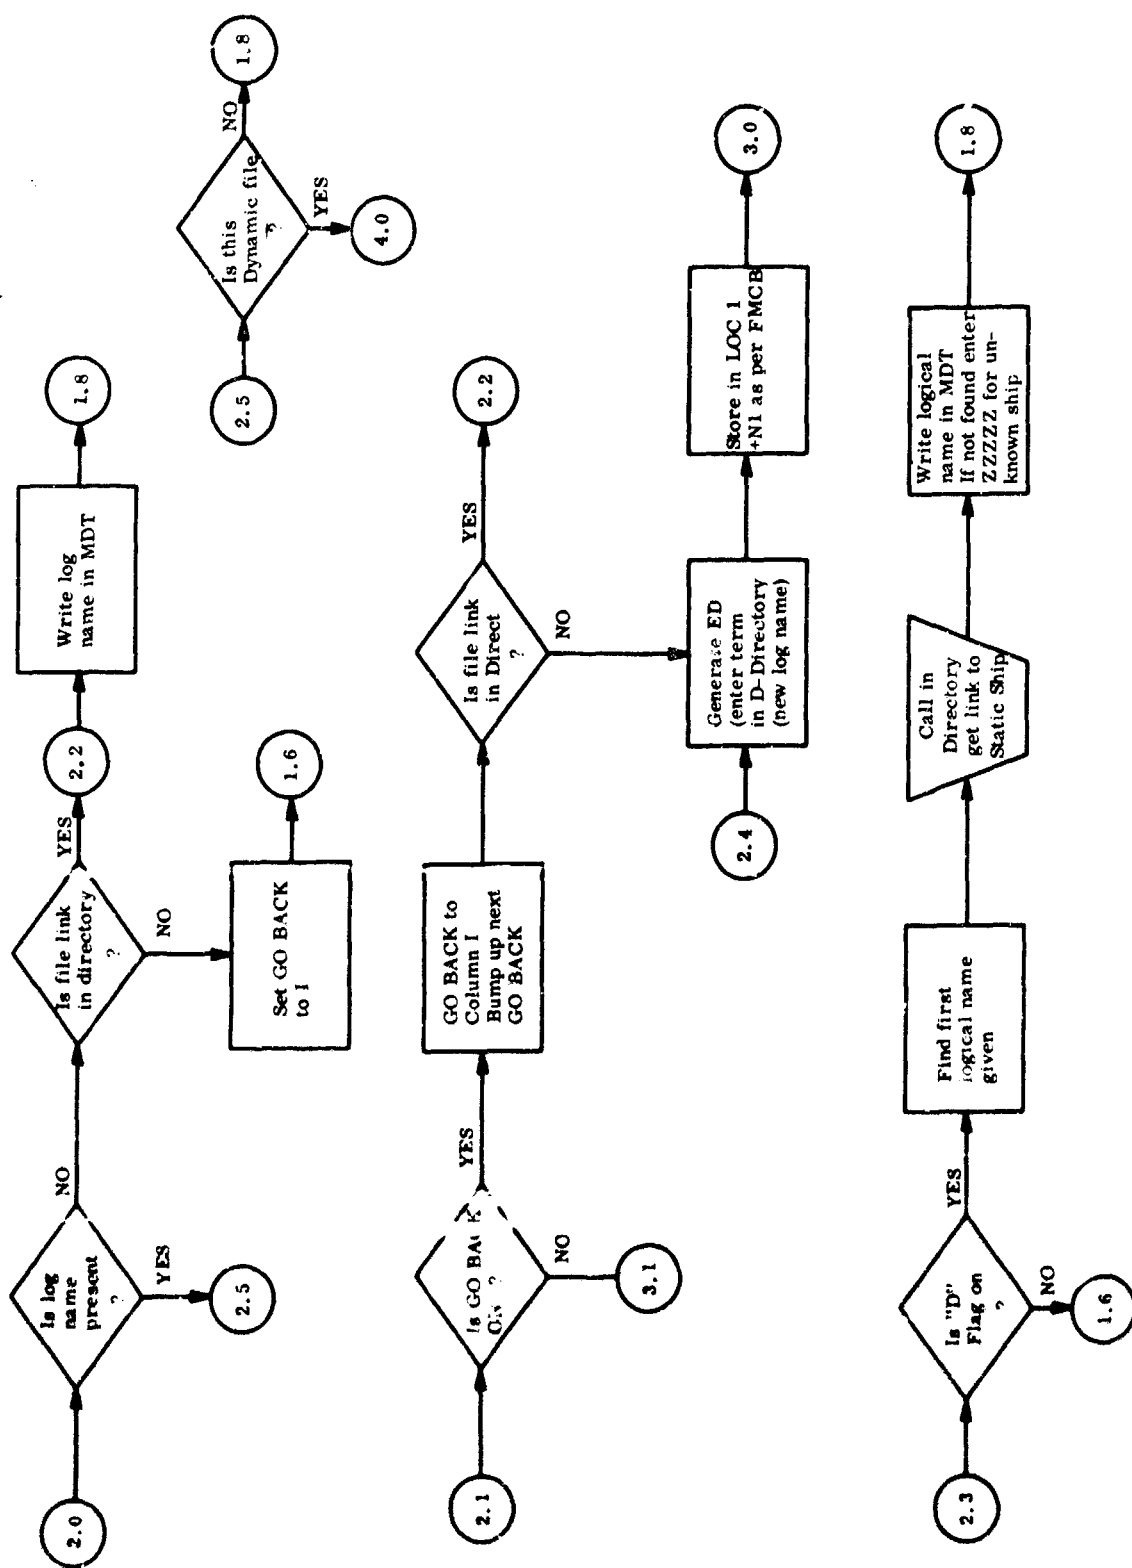 2.0
Is log
name
present
?
YES
2.5
NO
Is file link
in directory
?
YES
2.2
Write log
name in MDT
1.8
NO
Set GO BACK
to I
1.6
2.5
Is this
Dynamic file
?
NO
1.8
YES
4.0
2.1
Is GO BACK
ON ?
NO
3.1
YES
GO BACK to
Column I
Bump up next
GO BACK
Is file link
in Direct
?
YES
2.2
NO
2.4
Generate ED
(enter term
in D-Directory
(new log name)
Store in LOC 1
+N1 as per FMCB
3.0
2.3
Is "D"
Flag on
?
NO
1.6
YES
Find first
logical name
given
Call in
Directory
get link to
Static Ship
Write logical
name in MDT
If not found enter
ZZZZZ for un-
known ship
1.8